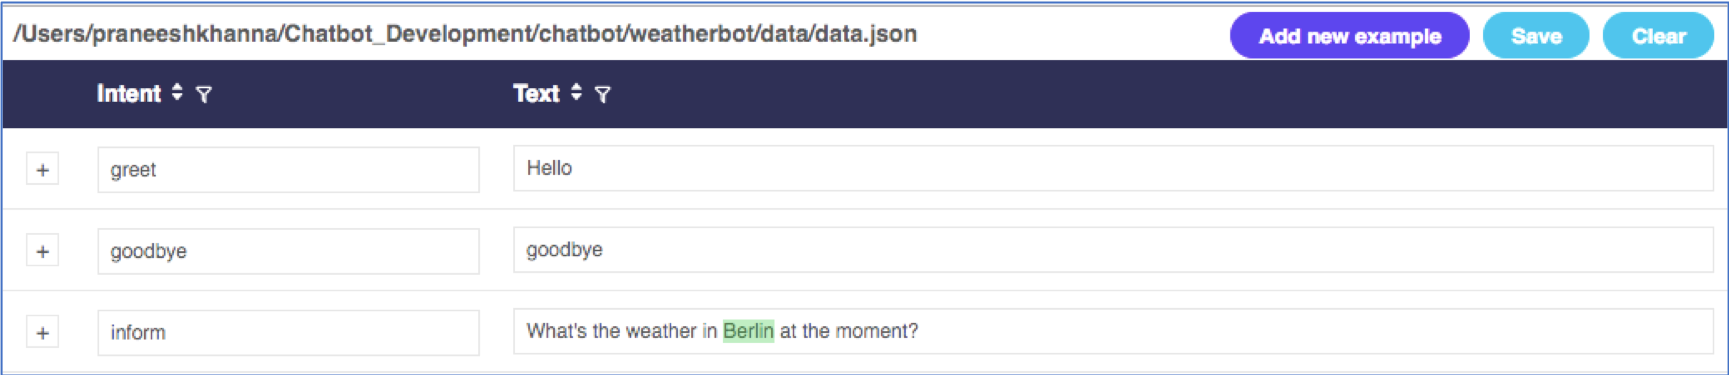 /Users/praneeshkhanna/Chatbot_Development/chatbot/weatherbot/data/data.json Add new example Save Clear
Intent Text
+ greet Hello
+ goodbye goodbye
+ inform What's the weather in Berlin at the moment?